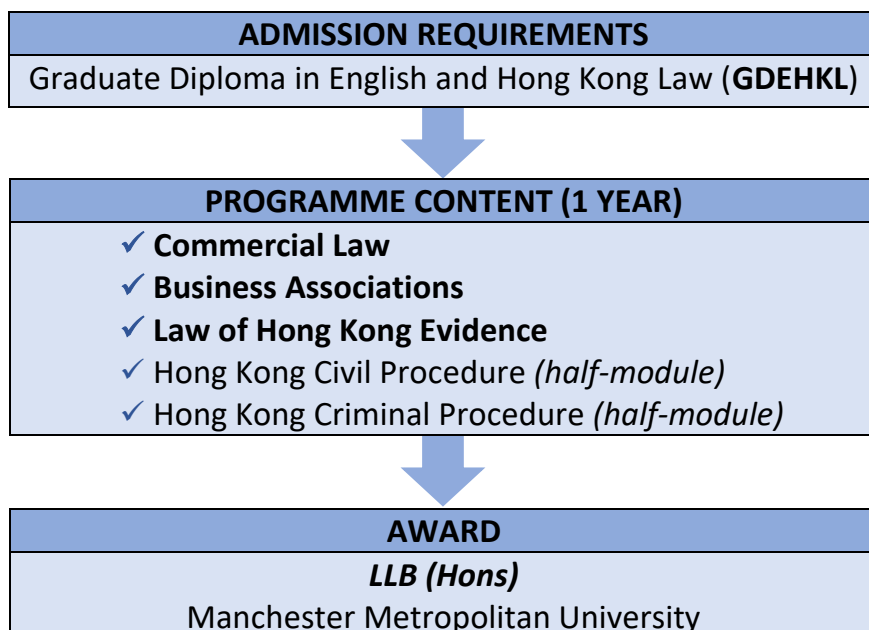 ADMISSION REQUIREMENTS
Graduate Diploma in English and Hong Kong Law (GDEHKL)
PROGRAMME CONTENT (1 YEAR)
✓ Commercial Law
✓ Business Associations
✓ Law of Hong Kong Evidence
✓ Hong Kong Civil Procedure (half-module)
✓ Hong Kong Criminal Procedure (half-module)
AWARD
LLB (Hons)
Manchester Metropolitan University